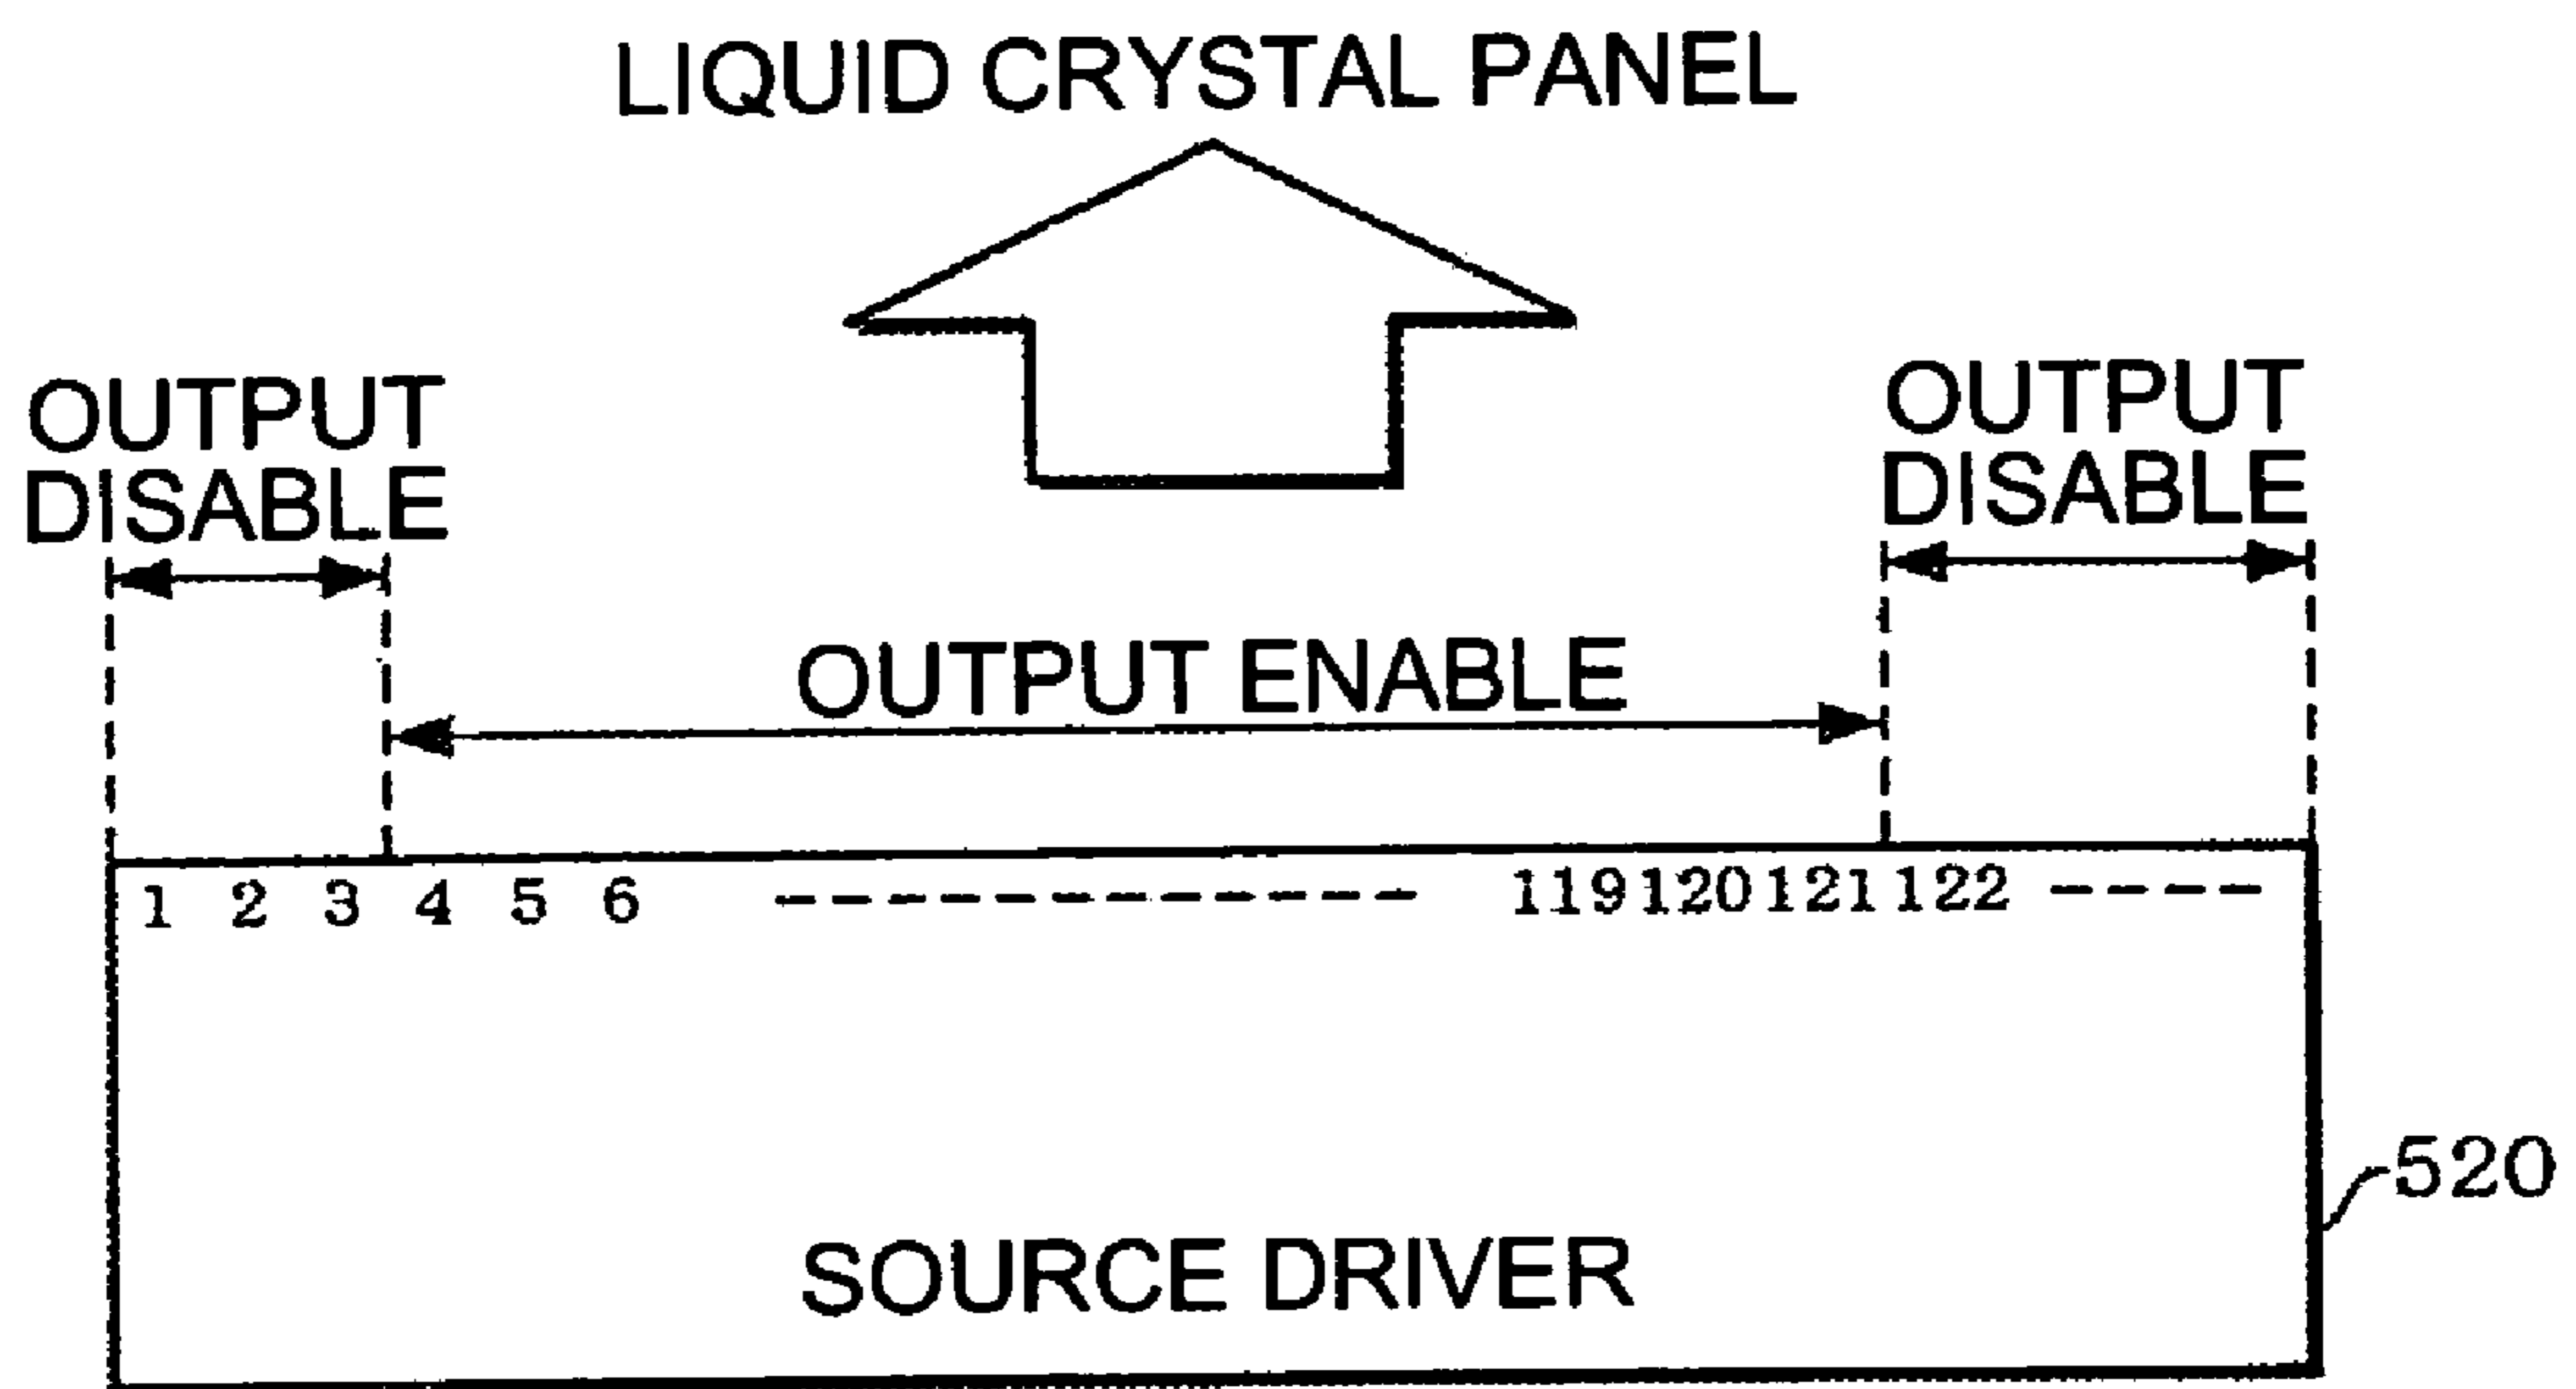 LIQUID CRYSTAL PANEL
OUTPUT
DISABLE
OUTPUT
DISABLE
OUTPUT ENABLE
1 2 3 4 5 6 ------------ 119 120 121 122 ----
520
SOURCE DRIVER